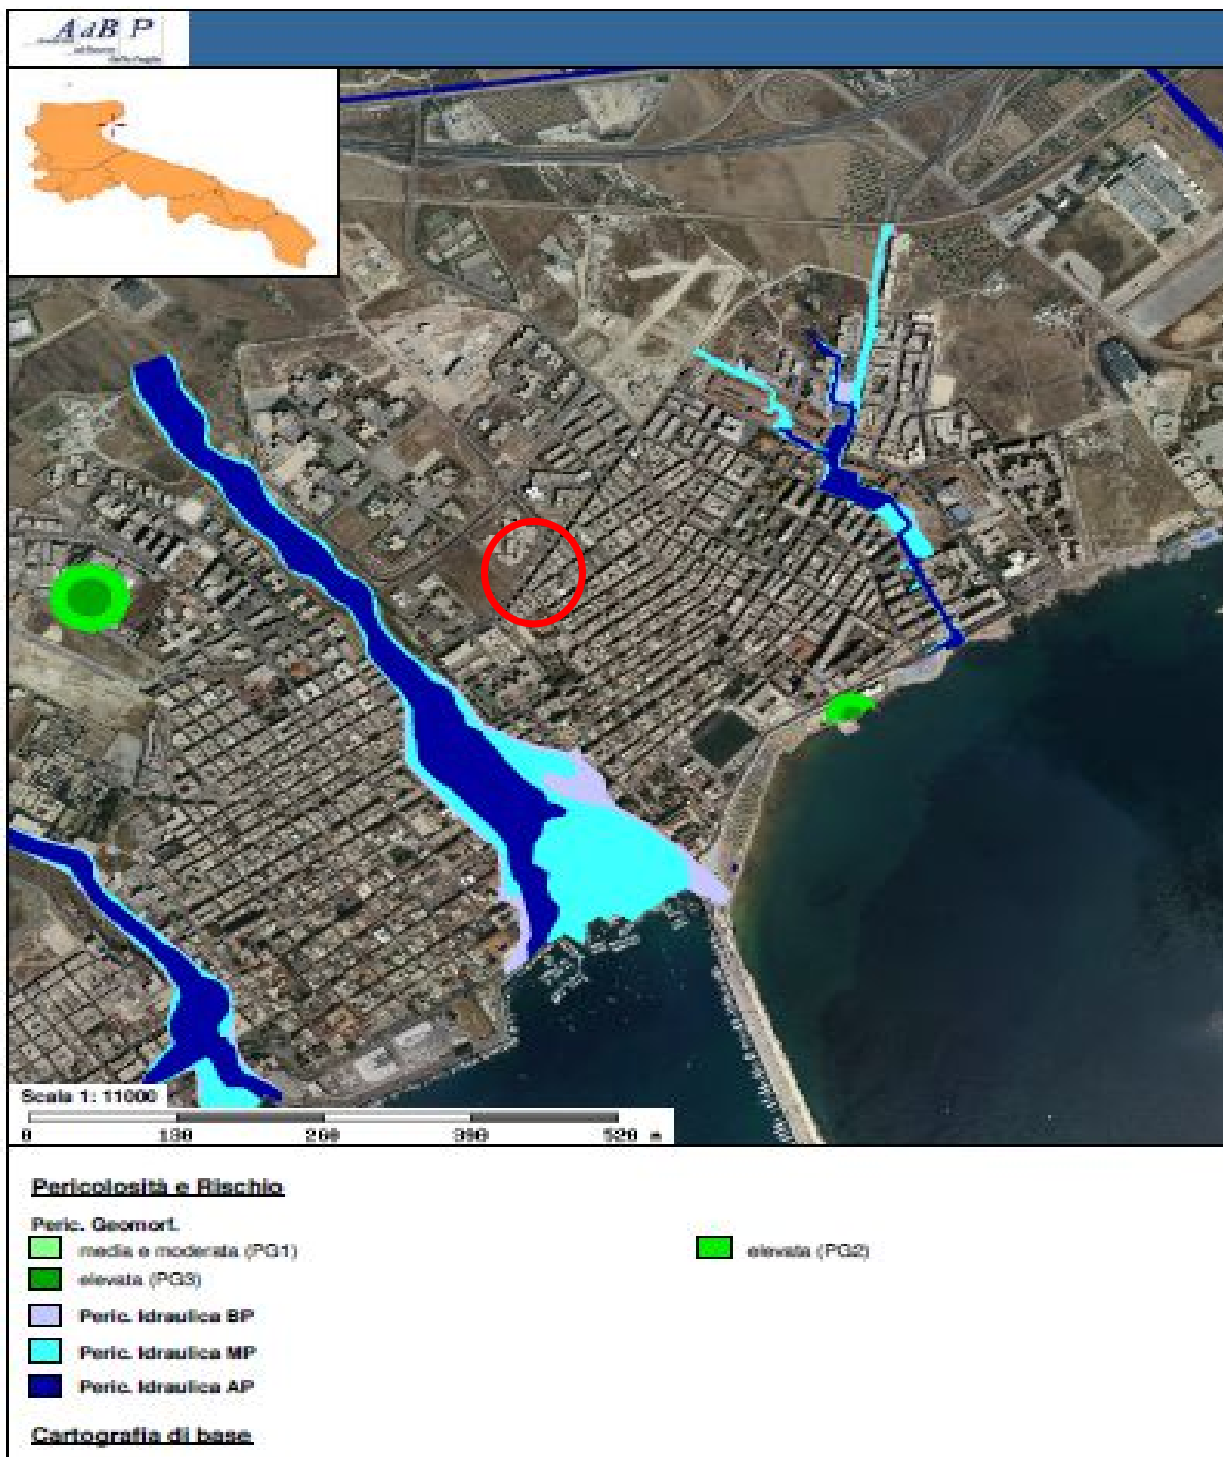 AdBP
Scala 1: 11000
0 130 260 390 520 m
Pericolosità e Rischio
Peric. Geomorf.
media e moderata (PG1)
elevata (PG2)
elevata (PG3)
Peric. Idraulica BP
Peric. Idraulica MP
Peric. Idraulica AP
Cartografia di base